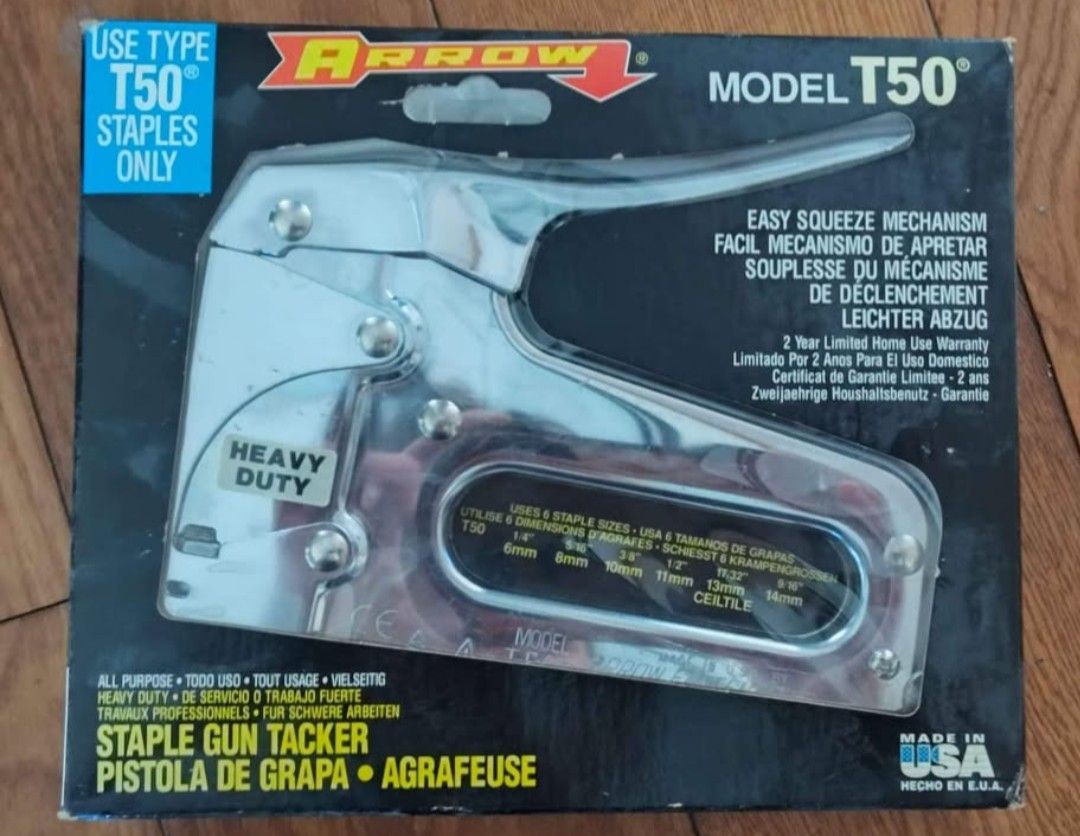 USE TYPE
T50®
STAPLES
ONLY
ARROW®
MODEL T50®
EASY SQUEEZE MECHANISM
FACIL MECANISMO DE APRETAR
SOUPLESSE DU MÉCANISME
DE DÉCLENCHEMENT
LEICHTER ABZUG
2 Year Limited Home Use Warranty
Limitado Por 2 Anos Para El Uso Domestico
Certificat de Garantie Limitee - 2 ans
Zweijaehrige Houshaltsbenutz - Garantie
HEAVY
DUTY
USES 6 STAPLE SIZES • USA 6 TAMANOS DE GRAPAS
UTILISE 6 DIMENSIONS D'AGRAFES • SCHIESST 6 KRAMPENGROSSEN
T50 1/4" 5/16" 3/8" 1/2" 17/32" 9/16"
6mm 8mm 10mm 11mm 13mm 14mm
CEILTILE
CE
MODEL
MADE IN
ALL PURPOSE • TODO USO • TOUT USAGE • VIELSEITIG
HEAVY DUTY • DE SERVICIO O TRABAJO FUERTE
TRAVAUX PROFESSIONNELS • FUR SCHWERE ARBEITEN
STAPLE GUN TACKER
PISTOLA DE GRAPA • AGRAFEUSE
MADE IN
USA
HECHO EN E.U.A.